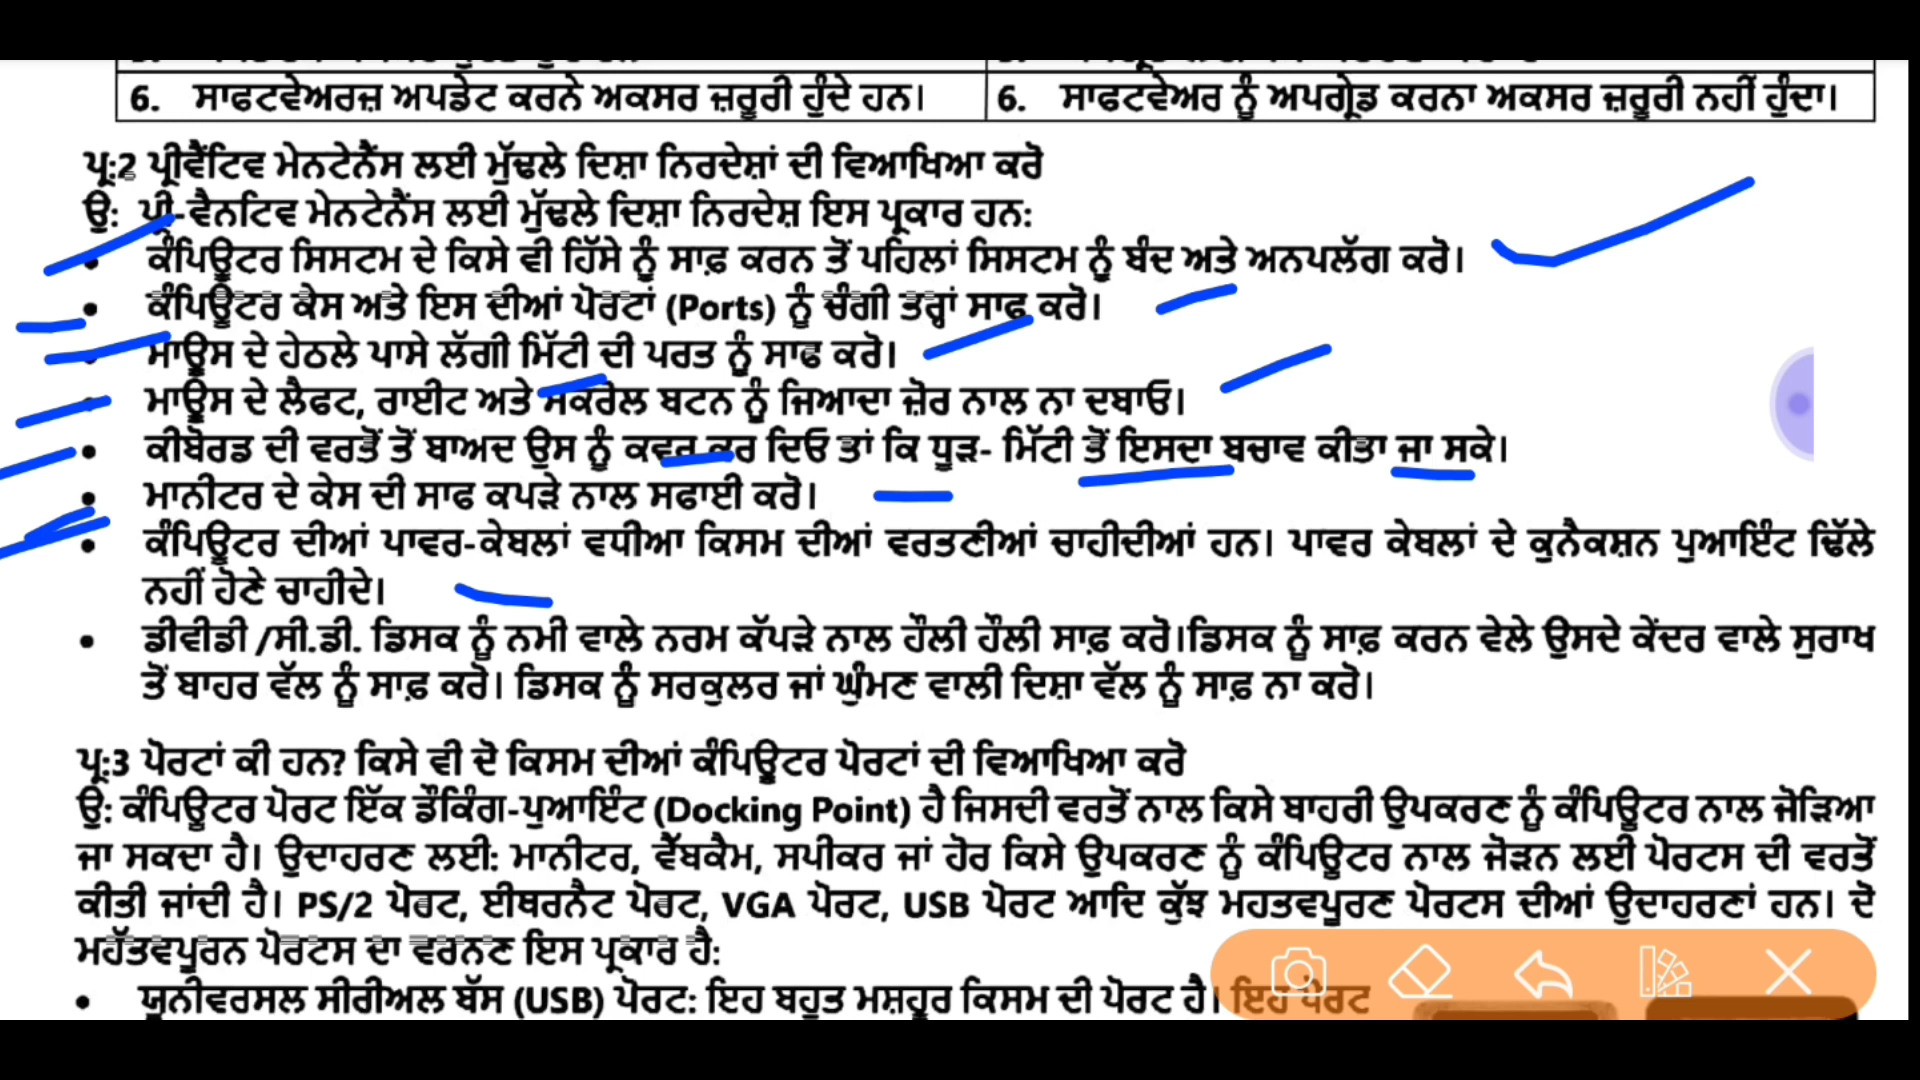 6. ਸਾਫਟਵੇਅਰਜ਼ ਅਪਡੇਟ ਕਰਨੇ ਅਕਸਰ ਜ਼ਰੂਰੀ ਹੁੰਦੇ ਹਨ।
6. ਸਾਫਟਵੇਅਰ ਨੂੰ ਅਪਗ੍ਰੇਡ ਕਰਨਾ ਅਕਸਰ ਜ਼ਰੂਰੀ ਨਹੀਂ ਹੁੰਦਾ।
ਪ੍ਰ:2 ਪ੍ਰੀਵੈਂਟਿਵ ਮੇਨਟੇਨੈਂਸ ਲਈ ਮੁੱਢਲੇ ਦਿਸ਼ਾ ਨਿਰਦੇਸ਼ਾਂ ਦੀ ਵਿਆਖਿਆ ਕਰੋ
ਉ: ਪ੍ਰੀ-ਵੈਨਟਿਵ ਮੇਨਟੇਨੈਂਸ ਲਈ ਮੁੱਢਲੇ ਦਿਸ਼ਾ ਨਿਰਦੇਸ਼ ਇਸ ਪ੍ਰਕਾਰ ਹਨ:
• ਕੰਪਿਊਟਰ ਸਿਸਟਮ ਦੇ ਕਿਸੇ ਵੀ ਹਿੱਸੇ ਨੂੰ ਸਾਫ਼ ਕਰਨ ਤੋਂ ਪਹਿਲਾਂ ਸਿਸਟਮ ਨੂੰ ਬੰਦ ਅਤੇ ਅਨਪਲੱਗ ਕਰੋ।
• ਕੰਪਿਊਟਰ ਕੇਸ ਅਤੇ ਇਸ ਦੀਆਂ ਪੋਰਟਾਂ (Ports) ਨੂੰ ਚੰਗੀ ਤਰ੍ਹਾਂ ਸਾਫ ਕਰੋ।
• ਮਾਊਸ ਦੇ ਹੇਠਲੇ ਪਾਸੇ ਲੱਗੀ ਮਿੱਟੀ ਦੀ ਪਰਤ ਨੂੰ ਸਾਫ ਕਰੋ।
• ਮਾਊਸ ਦੇ ਲੈਫਟ, ਰਾਈਟ ਅਤੇ ਸਕਰੋਲ ਬਟਨ ਨੂੰ ਜਿਆਦਾ ਜ਼ੋਰ ਨਾਲ ਨਾ ਦਬਾਓ।
• ਕੀਬੋਰਡ ਦੀ ਵਰਤੋਂ ਤੋਂ ਬਾਅਦ ਉਸ ਨੂੰ ਕਵਰ ਕਰ ਦਿਓ ਤਾਂ ਕਿ ਧੂੜ- ਮਿੱਟੀ ਤੋਂ ਇਸਦਾ ਬਚਾਵ ਕੀਤਾ ਜਾ ਸਕੇ।
• ਮਾਨੀਟਰ ਦੇ ਕੇਸ ਦੀ ਸਾਫ ਕਪੜੇ ਨਾਲ ਸਫਾਈ ਕਰੋ।
• ਕੰਪਿਊਟਰ ਦੀਆਂ ਪਾਵਰ-ਕੇਬਲਾਂ ਵਧੀਆ ਕਿਸਮ ਦੀਆਂ ਵਰਤਣੀਆਂ ਚਾਹੀਦੀਆਂ ਹਨ। ਪਾਵਰ ਕੇਬਲਾਂ ਦੇ ਕੁਨੈਕਸ਼ਨ ਪੁਆਇੰਟ ਢਿੱਲੇ
ਨਹੀਂ ਹੋਣੇ ਚਾਹੀਦੇ।
• ਡੀਵੀਡੀ /ਸੀ.ਡੀ. ਡਿਸਕ ਨੂੰ ਨਮੀ ਵਾਲੇ ਨਰਮ ਕੱਪੜੇ ਨਾਲ ਹੌਲੀ ਹੌਲੀ ਸਾਫ਼ ਕਰੋ।ਡਿਸਕ ਨੂੰ ਸਾਫ਼ ਕਰਨ ਵੇਲੇ ਉਸਦੇ ਕੇਂਦਰ ਵਾਲੇ ਸੁਰਾਖ
ਤੋਂ ਬਾਹਰ ਵੱਲ ਨੂੰ ਸਾਫ਼ ਕਰੋ। ਡਿਸਕ ਨੂੰ ਸਰਕੁਲਰ ਜਾਂ ਘੁੰਮਣ ਵਾਲੀ ਦਿਸ਼ਾ ਵੱਲ ਨੂੰ ਸਾਫ਼ ਨਾ ਕਰੋ।
ਪ੍ਰ:3 ਪੋਰਟਾਂ ਕੀ ਹਨ? ਕਿਸੇ ਵੀ ਦੋ ਕਿਸਮ ਦੀਆਂ ਕੰਪਿਊਟਰ ਪੋਰਟਾਂ ਦੀ ਵਿਆਖਿਆ ਕਰੋ
ਉ: ਕੰਪਿਊਟਰ ਪੋਰਟ ਇੱਕ ਡੌਕਿੰਗ-ਪੁਆਇੰਟ (Docking Point) ਹੈ ਜਿਸਦੀ ਵਰਤੋਂ ਨਾਲ ਕਿਸੇ ਬਾਹਰੀ ਉਪਕਰਣ ਨੂੰ ਕੰਪਿਊਟਰ ਨਾਲ ਜੋੜਿਆ
ਜਾ ਸਕਦਾ ਹੈ। ਉਦਾਹਰਣ ਲਈ: ਮਾਨੀਟਰ, ਵੈੱਬਕੈਮ, ਸਪੀਕਰ ਜਾਂ ਹੋਰ ਕਿਸੇ ਉਪਕਰਣ ਨੂੰ ਕੰਪਿਊਟਰ ਨਾਲ ਜੋੜਨ ਲਈ ਪੋਰਟਸ ਦੀ ਵਰਤੋਂ
ਕੀਤੀ ਜਾਂਦੀ ਹੈ। PS/2 ਪੋਰਟ, ਈਥਰਨੈਟ ਪੋਰਟ, VGA ਪੋਰਟ, USB ਪੋਰਟ ਆਦਿ ਕੁੱਝ ਮਹਤਵਪੂਰਣ ਪੋਰਟਸ ਦੀਆਂ ਉਦਾਹਰਣਾਂ ਹਨ। ਦੋ
ਮਹੱਤਵਪੂਰਨ ਪੋਰਟਸ ਦਾ ਵਰਨਣ ਇਸ ਪ੍ਰਕਾਰ ਹੈ:
• ਯੂਨੀਵਰਸਲ ਸੀਰੀਅਲ ਬੱਸ (USB) ਪੋਰਟ: ਇਹ ਬਹੁਤ ਮਸ਼ਹੂਰ ਕਿਸਮ ਦੀ ਪੋਰਟ ਹੈ। ਇਹ ਪੋਰਟ